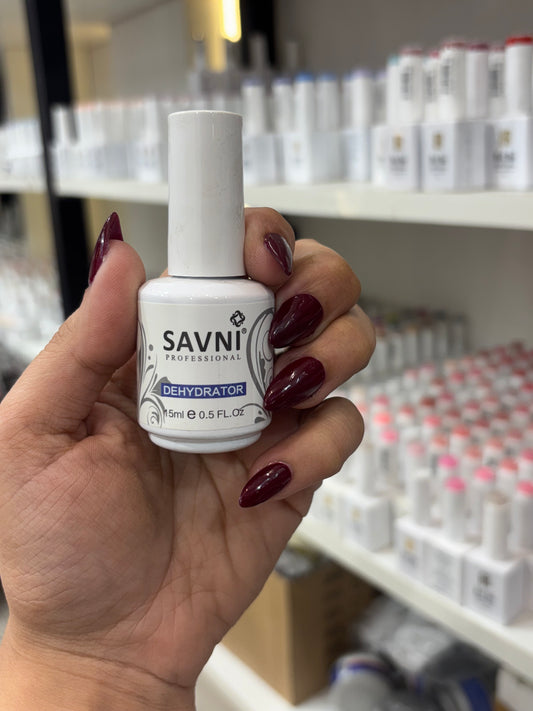 SAVNI®
PROFESSIONAL
DEHYDRATOR
15ml ℮ 0.5 FL.Oz